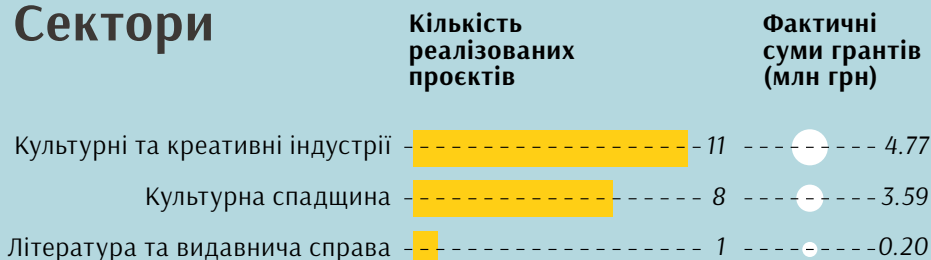 Сектори
Кількість
реалізованих
проєктів
Фактичні
суми грантів
(млн грн)
Культурні та креативні індустрії 11 4.77
Культурна спадщина 8 3.59
Література та видавнича справа 1 0.20